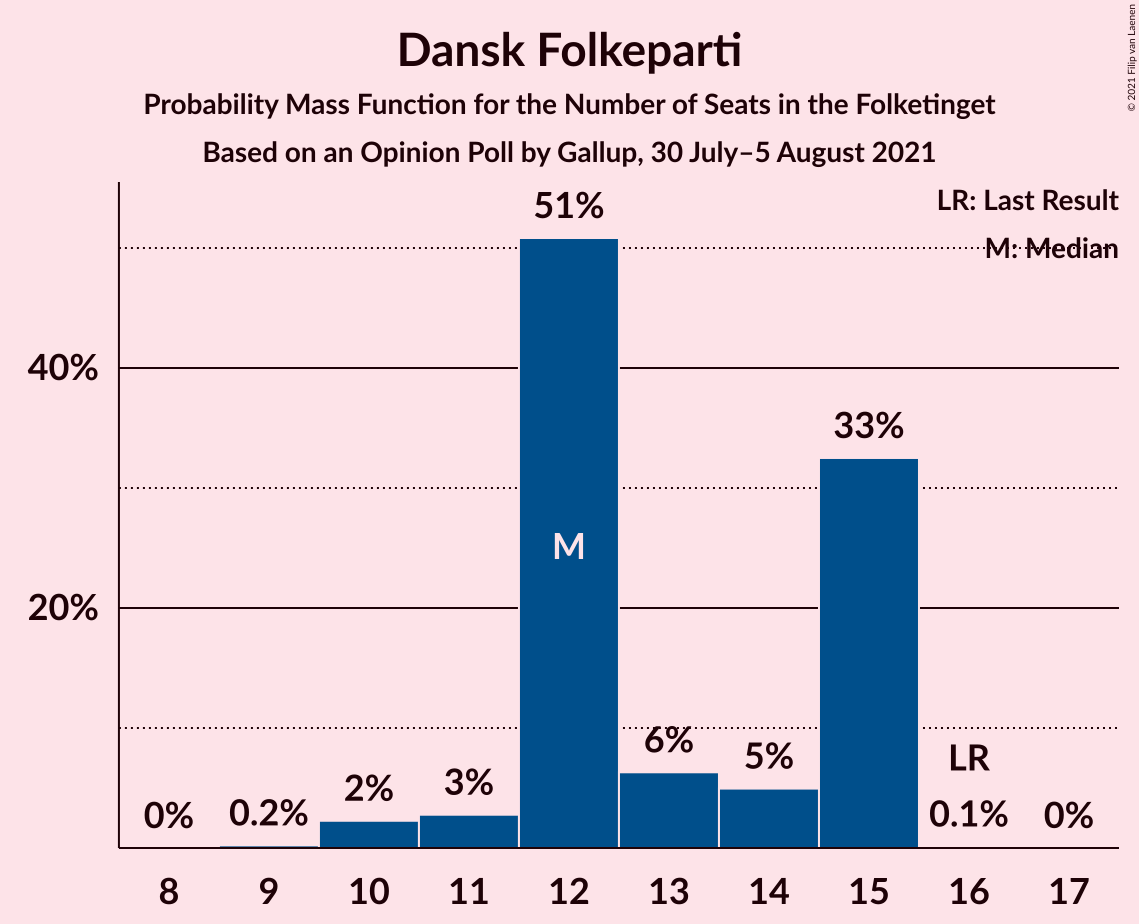 Dansk Folkeparti
Probability Mass Function for the Number of Seats in the Folketinget
Based on an Opinion Poll by Gallup, 30 July–5 August 2021
© 2021 Filip van Laenen
LR: Last Result
M: Median
51%
40%
33%
M
20%
6%
5%
LR
2%
3%
0%
0.2%
0.1%
0%
8 9 10 11 12 13 14 15 16 17